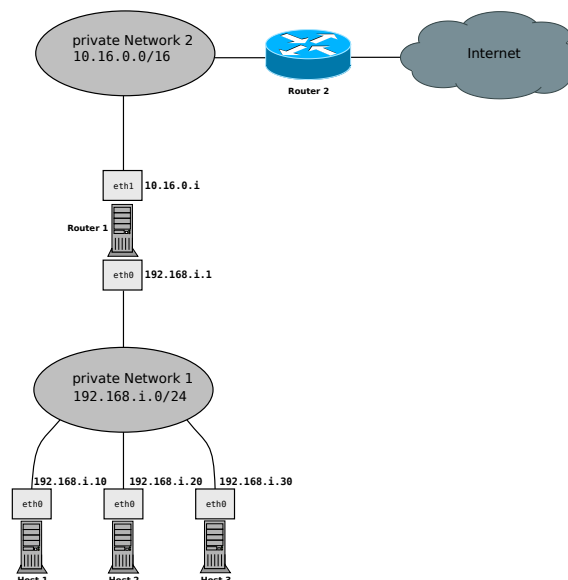 private Network 2
10.16.0.0/16
Internet
Router 2
eth1 10.16.0.i
Router 1
eth0 192.168.i.1
private Network 1
192.168.i.0/24
192.168.i.10 192.168.i.20 192.168.i.30
eth0 eth0 eth0
Host 1 Host 2 Host 3